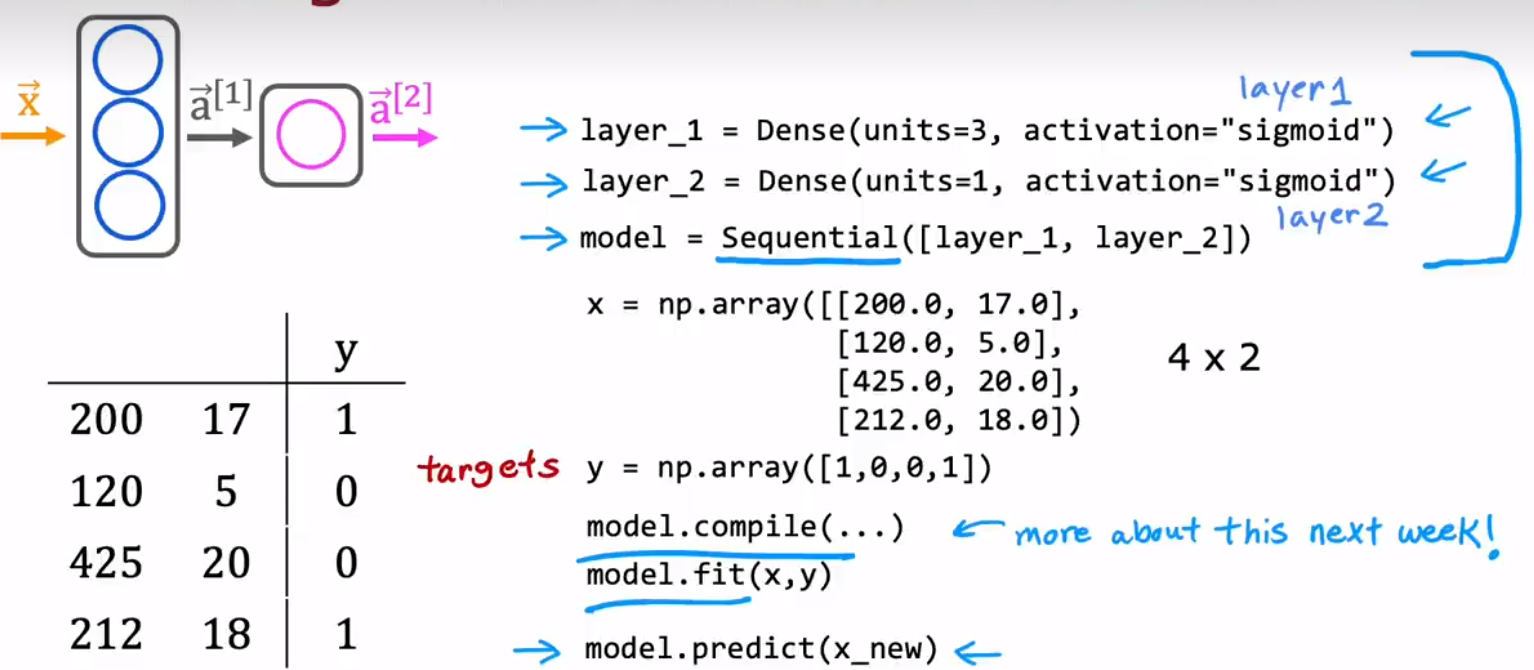 x⃗
a⃗[1]
a⃗[2]
layer1
→ layer_1 = Dense(units=3, activation="sigmoid") ←
→ layer_2 = Dense(units=1, activation="sigmoid") ←
layer2
→ model = Sequential([layer_1, layer_2])
x = np.array([[200.0, 17.0],
[120.0, 5.0],
[425.0, 20.0],
[212.0, 18.0])
4 x 2
targets y = np.array([1,0,0,1])
model.compile(...) ← more about this next week!
model.fit(x,y)
→ model.predict(x_new) ←
y
200 17 1
120 5 0
425 20 0
212 18 1